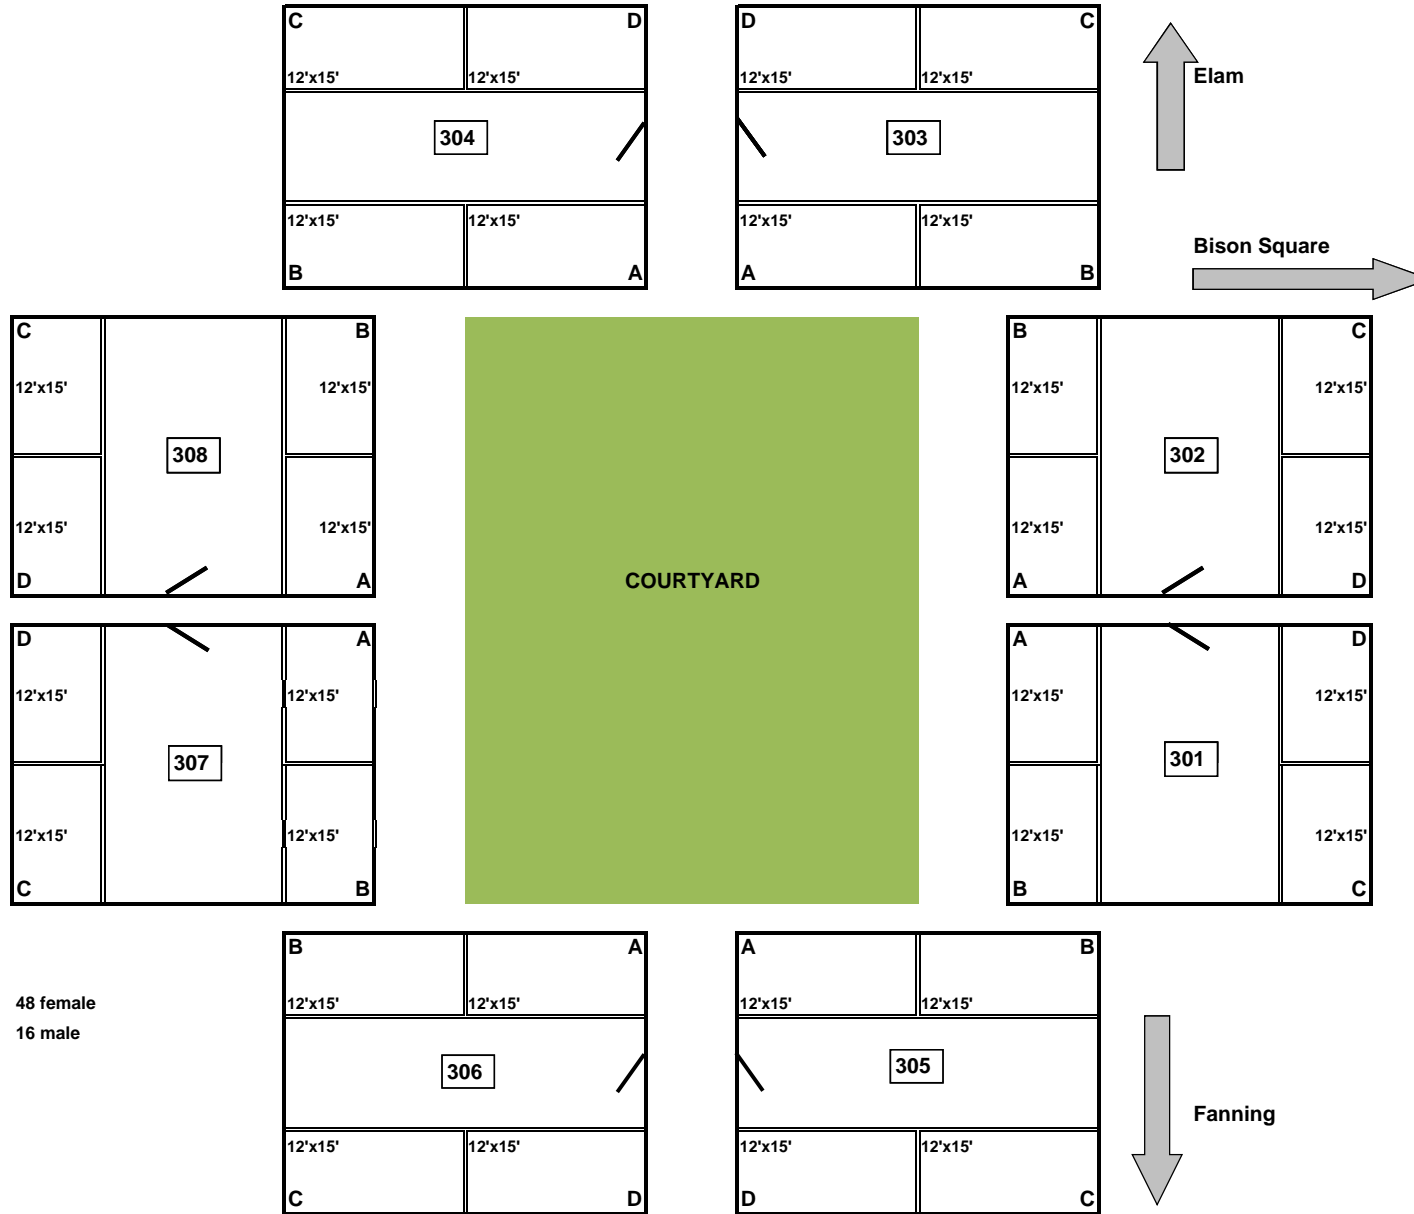 C D D C
12'x15' 12'x15' 12'x15' 12'x15'
Elam
304 303
12'x15' 12'x15' 12'x15' 12'x15'
B A A B
Bison Square
C B B C
12'x15' 12'x15' 12'x15' 12'x15'
308 302
12'x15' 12'x15' 12'x15' 12'x15'
D A COURTYARD A D
D A A D
12'x15' 12'x15' 12'x15' 12'x15'
307 301
12'x15' 12'x15' 12'x15' 12'x15'
C B B C
B A A B
48 female
12'x15' 12'x15' 12'x15' 12'x15'
16 male
306 305
Fanning
12'x15' 12'x15' 12'x15' 12'x15'
C D D C